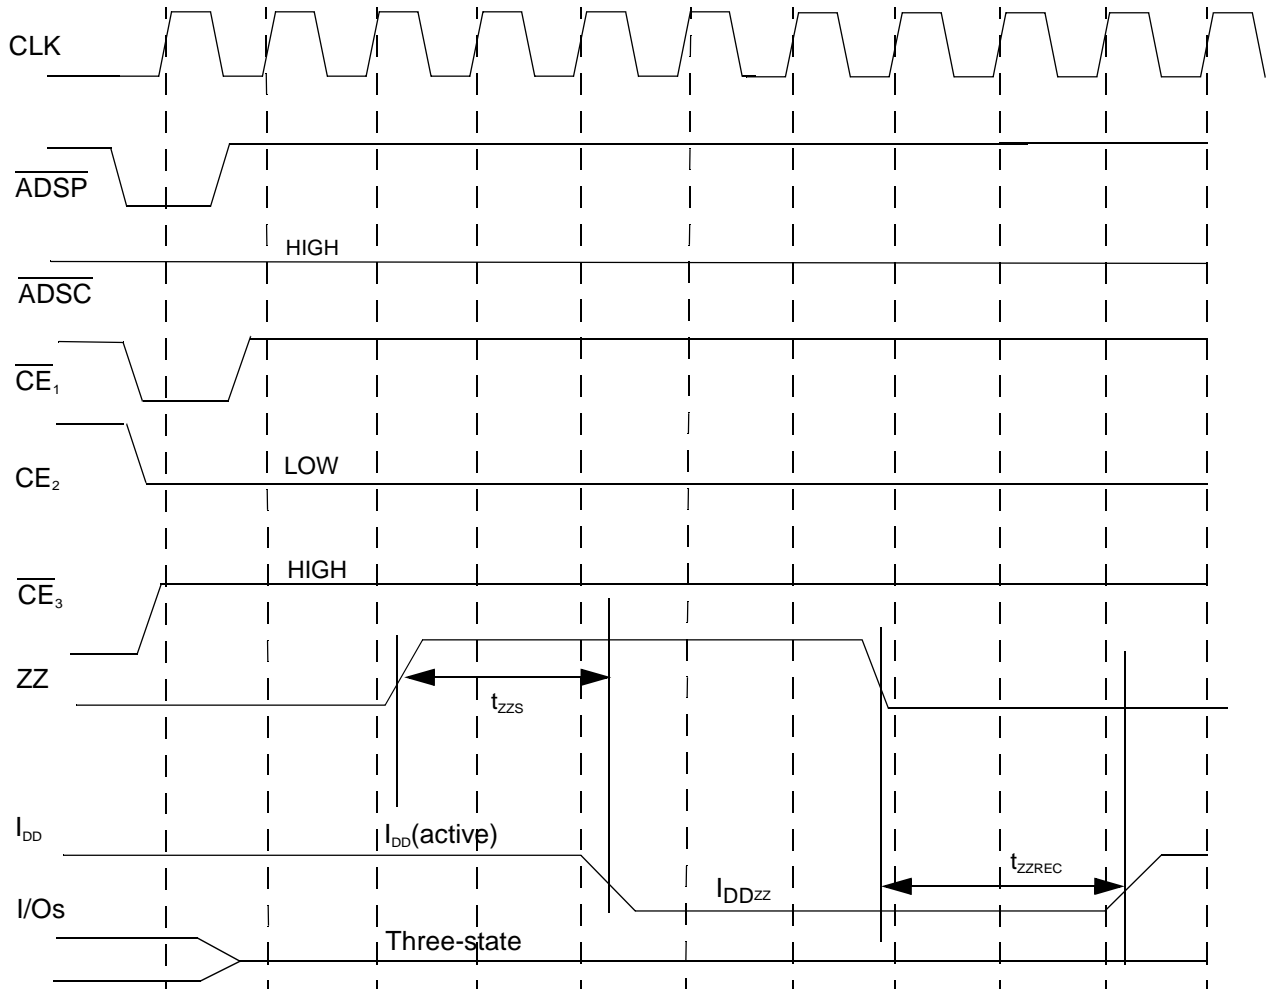 CLK
ADSP
HIGH
ADSC
CE1
LOW
CE2
HIGH
CE3
ZZ
tZZS
IDD
IDD(active)
tZZREC
IDDZZ
I/Os
Three-state